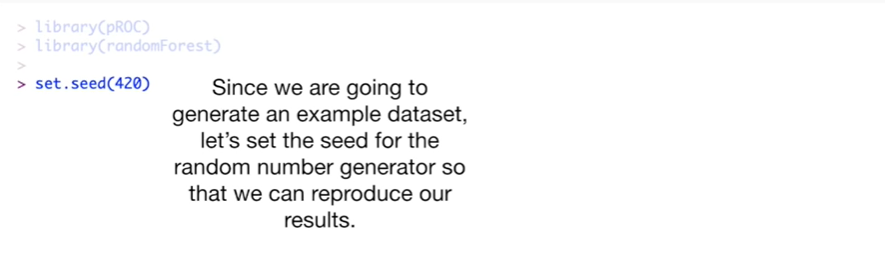 > library(pROC)
> library(randomForest)
>
> set.seed(420)
Since we are going to
generate an example dataset,
let’s set the seed for the
random number generator so
that we can reproduce our
results.